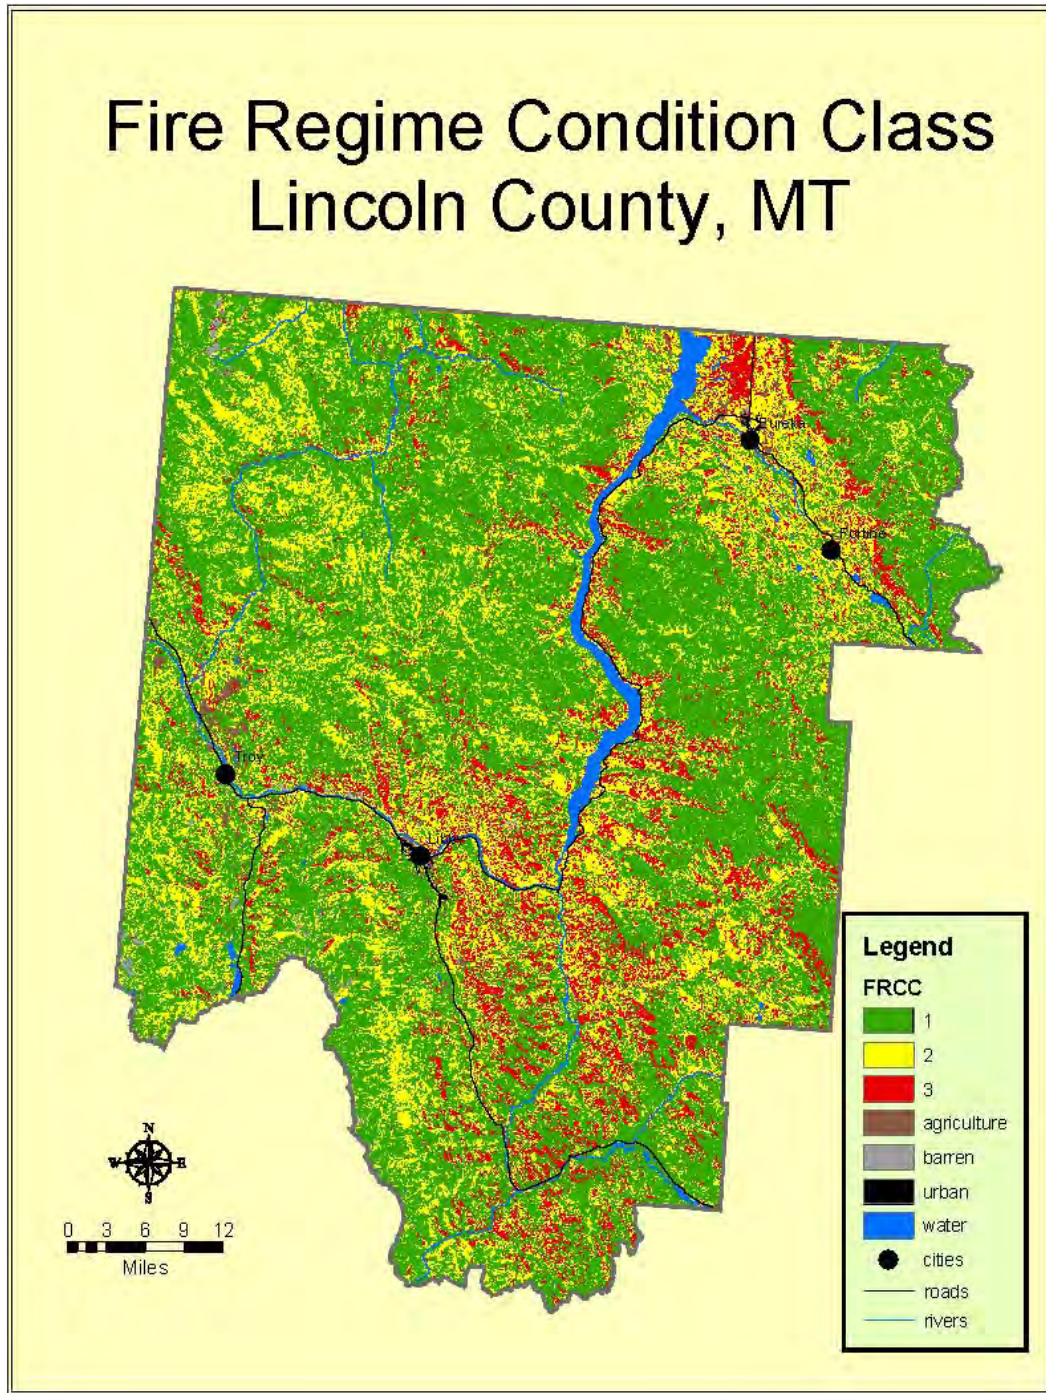 Fire Regime Condition Class
Lincoln County, MT
Eureka
Fortine
Troy
N
W E
S
0 3 6 9 12
Miles
Legend
FRCC
1
2
3
agriculture
barren
urban
water
cities
roads
rivers